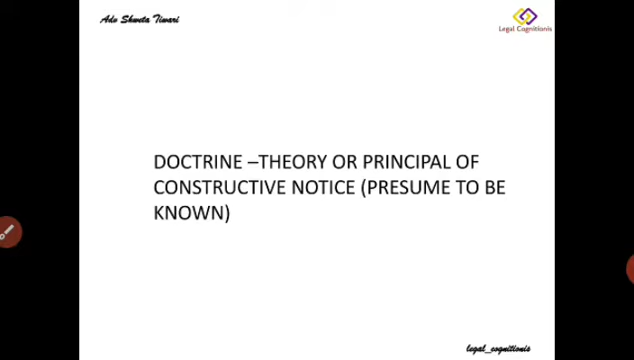 Adv Shweta Tiwari
Legal Cognitionis
DOCTRINE –THEORY OR PRINCIPAL OF
CONSTRUCTIVE NOTICE (PRESUME TO BE
KNOWN)
legal_cognitionis